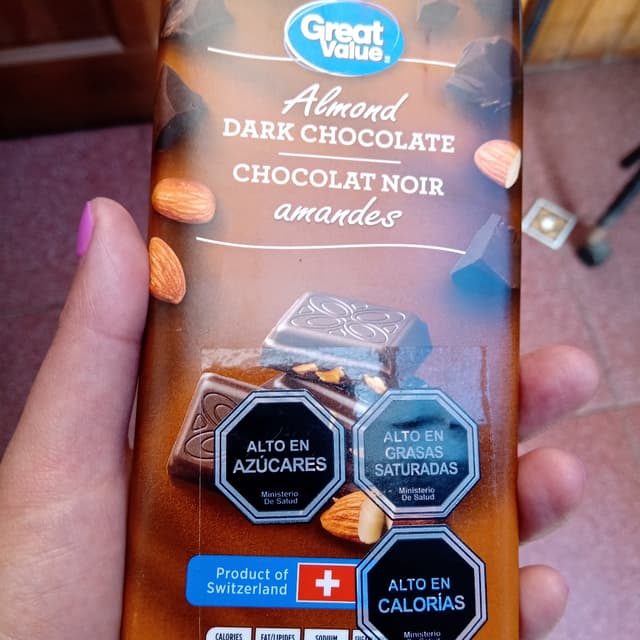 Great
Value
Almond
DARK CHOCOLATE
CHOCOLAT NOIR
amandes
ALTO EN
AZÚCARES
Ministerio
De Salud
ALTO EN
GRASAS
SATURADAS
Ministerio
De Salud
Product of
Switzerland
ALTO EN
CALORÍAS
Ministerio
CALORIES
FAT/LIPIDES
SODIUM